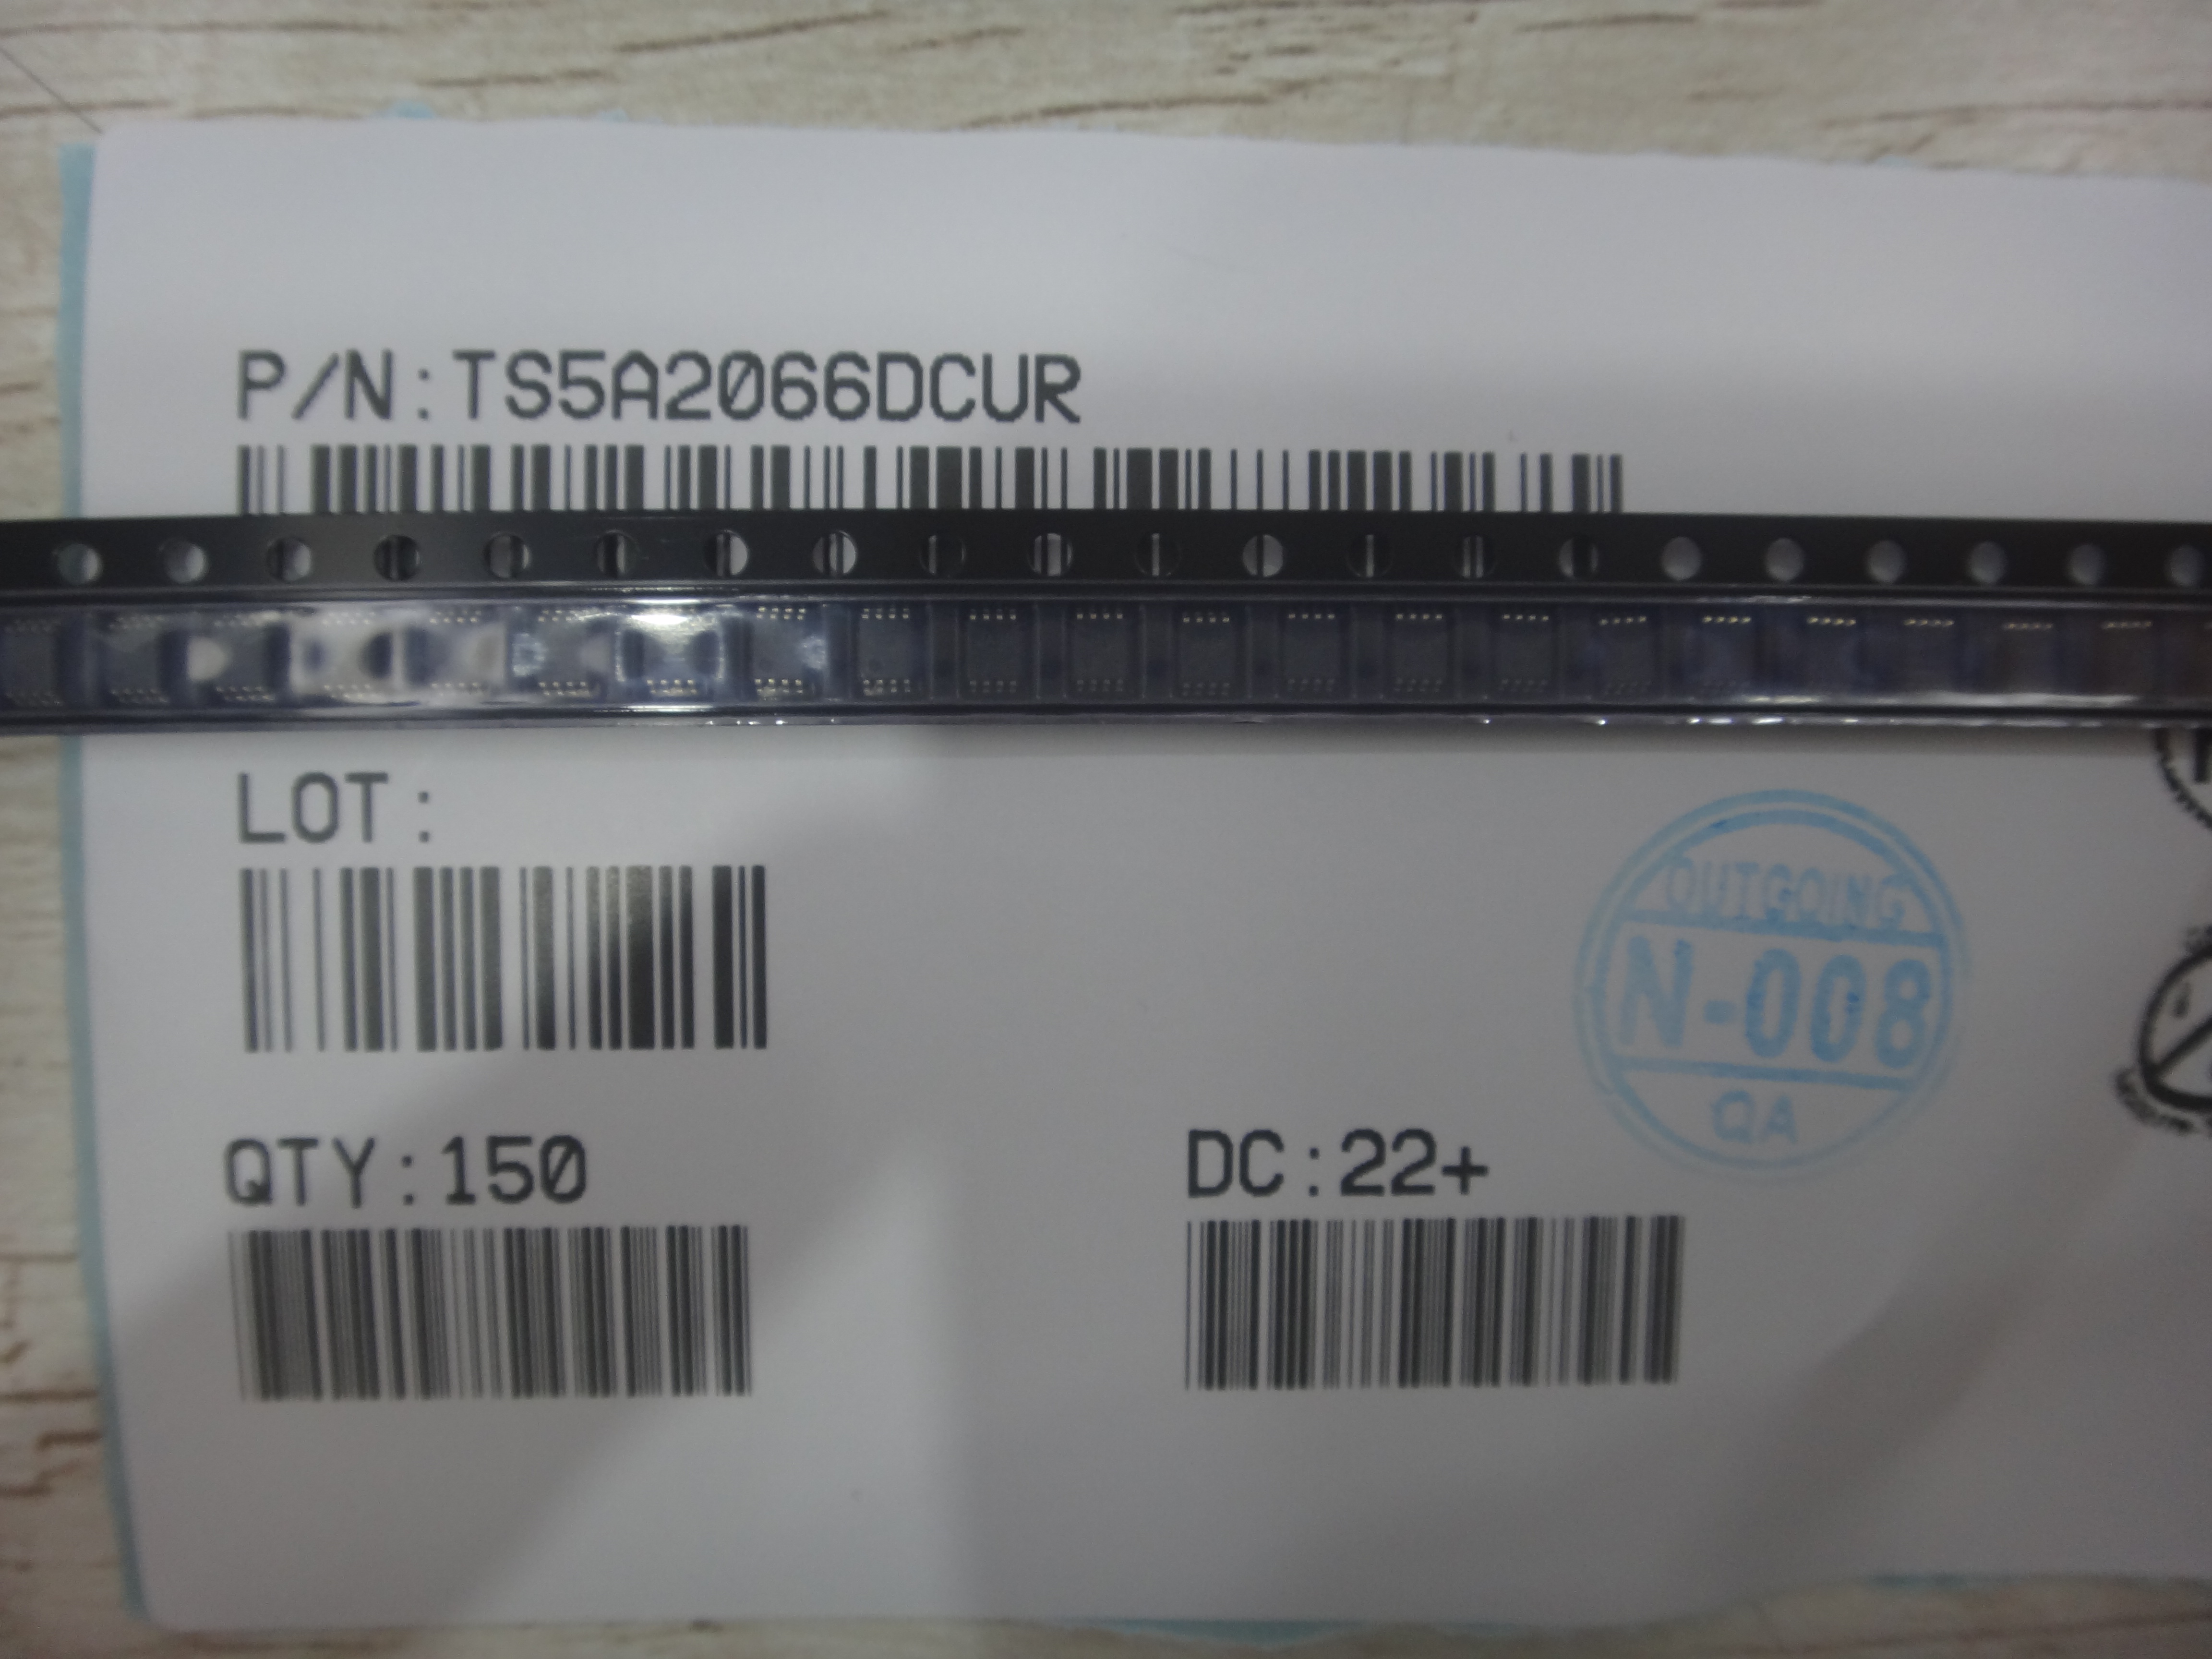 P/N:TS5A2066DCUR
LOT:
OUTGOING
N-008
QA
QTY:150
DC:22+